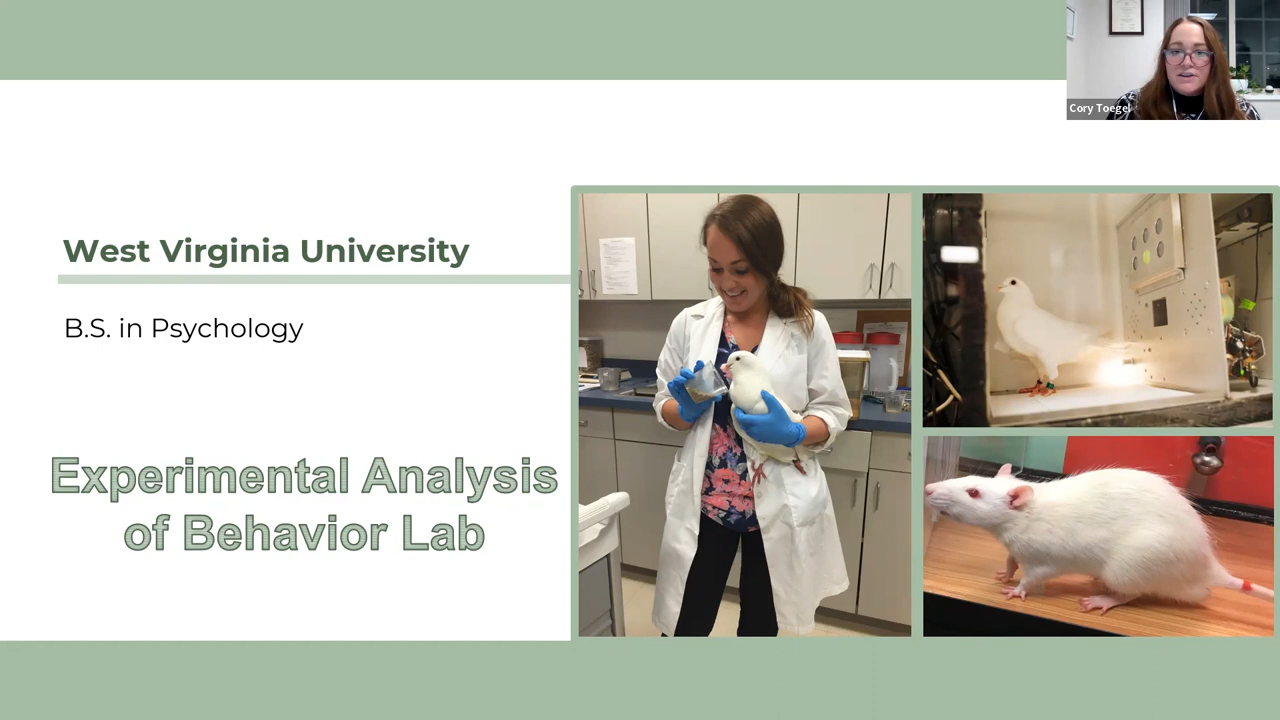 Cory Toegel
West Virginia University
B.S. in Psychology
Experimental Analysis
of Behavior Lab